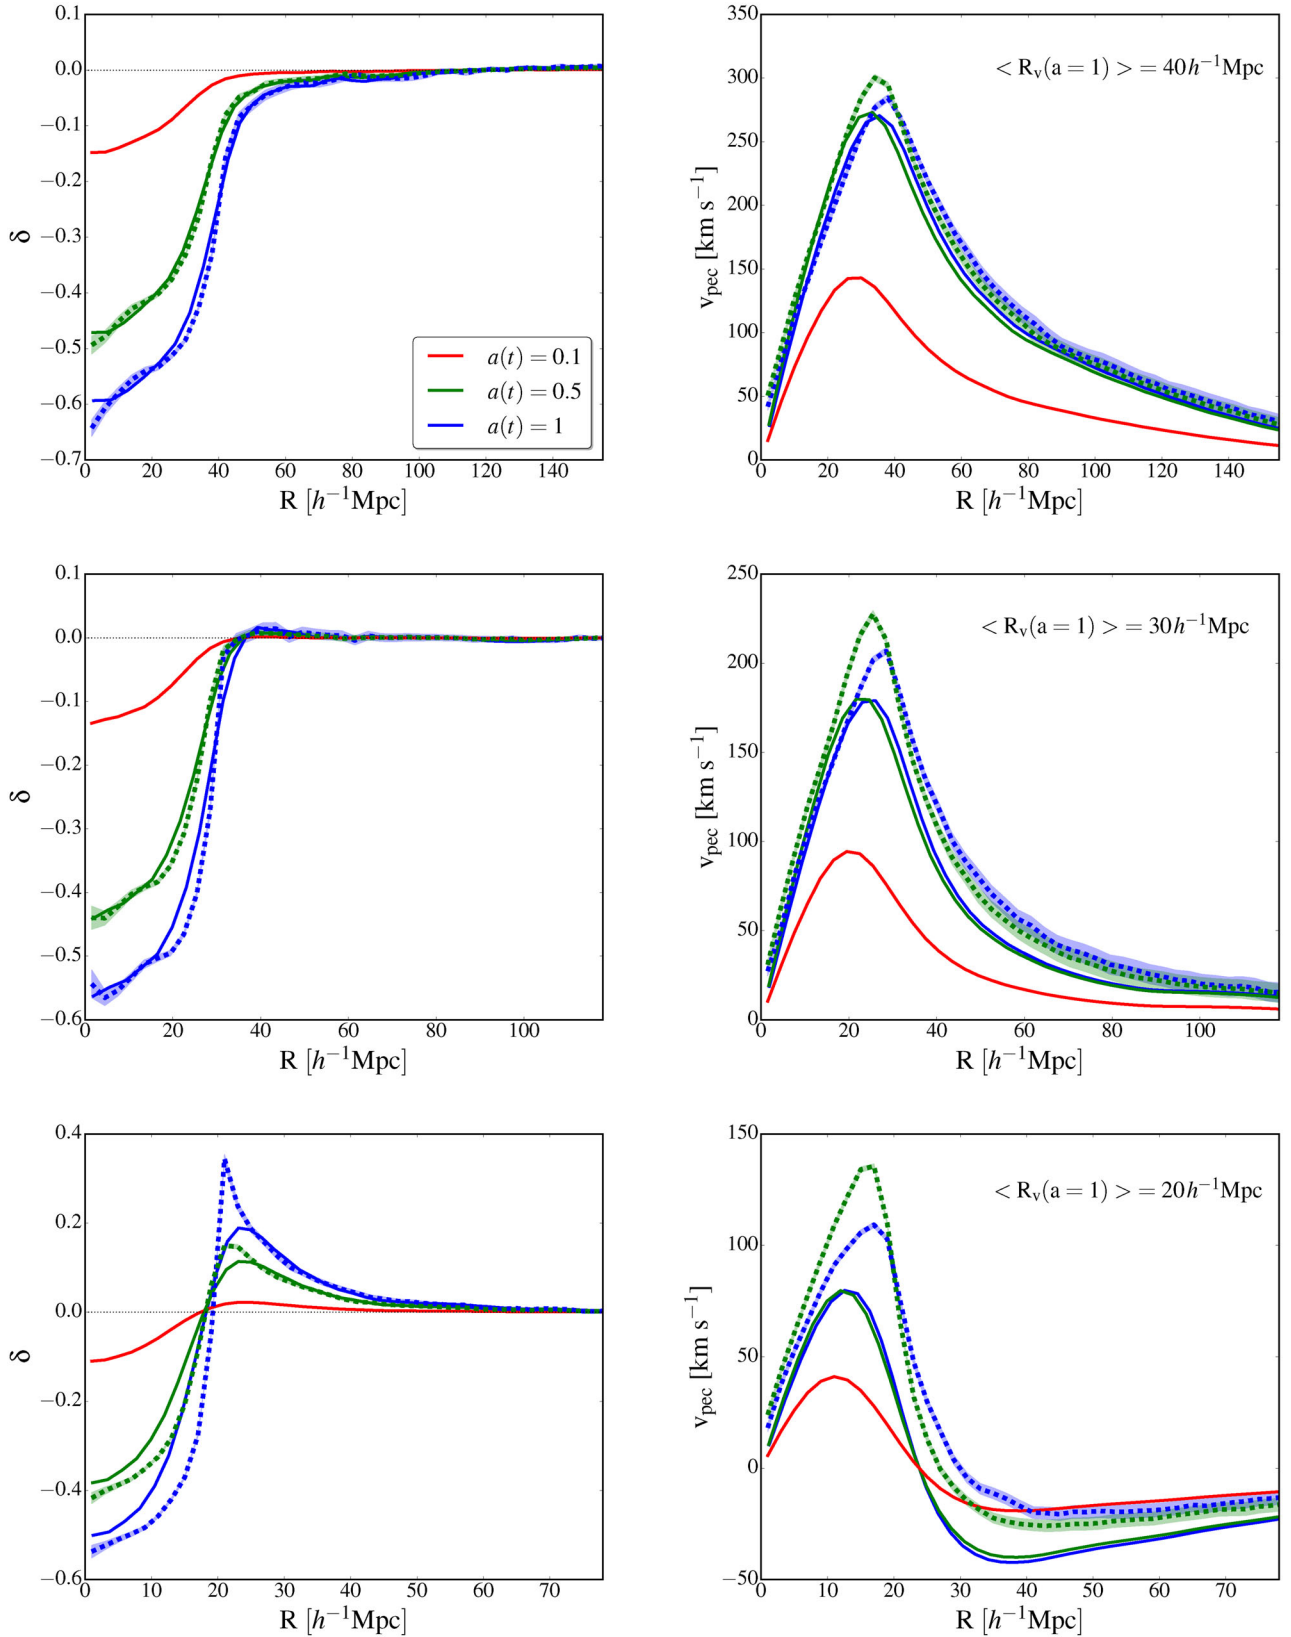 0.1
0.0
−0.1
−0.2
−0.3
−0.4
−0.5
−0.6
−0.7
δ
0 20 40 60 80 100 120 140
R [h⁻¹Mpc]
a(t) = 0.1
a(t) = 0.5
a(t) = 1
350
300
250
200
150
100
50
0
v_pec [km s⁻¹]
< R_v(a = 1) > = 40 h⁻¹Mpc
0 20 40 60 80 100 120 140
R [h⁻¹Mpc]
0.1
0.0
−0.1
−0.2
−0.3
−0.4
−0.5
−0.6
δ
0 20 40 60 80 100
R [h⁻¹Mpc]
250
200
150
100
50
0
v_pec [km s⁻¹]
< R_v(a = 1) > = 30 h⁻¹Mpc
0 20 40 60 80 100
R [h⁻¹Mpc]
0.4
0.2
0.0
−0.2
−0.4
−0.6
δ
0 10 20 30 40 50 60 70
R [h⁻¹Mpc]
150
100
50
0
−50
v_pec [km s⁻¹]
< R_v(a = 1) > = 20 h⁻¹Mpc
0 10 20 30 40 50 60 70
R [h⁻¹Mpc]